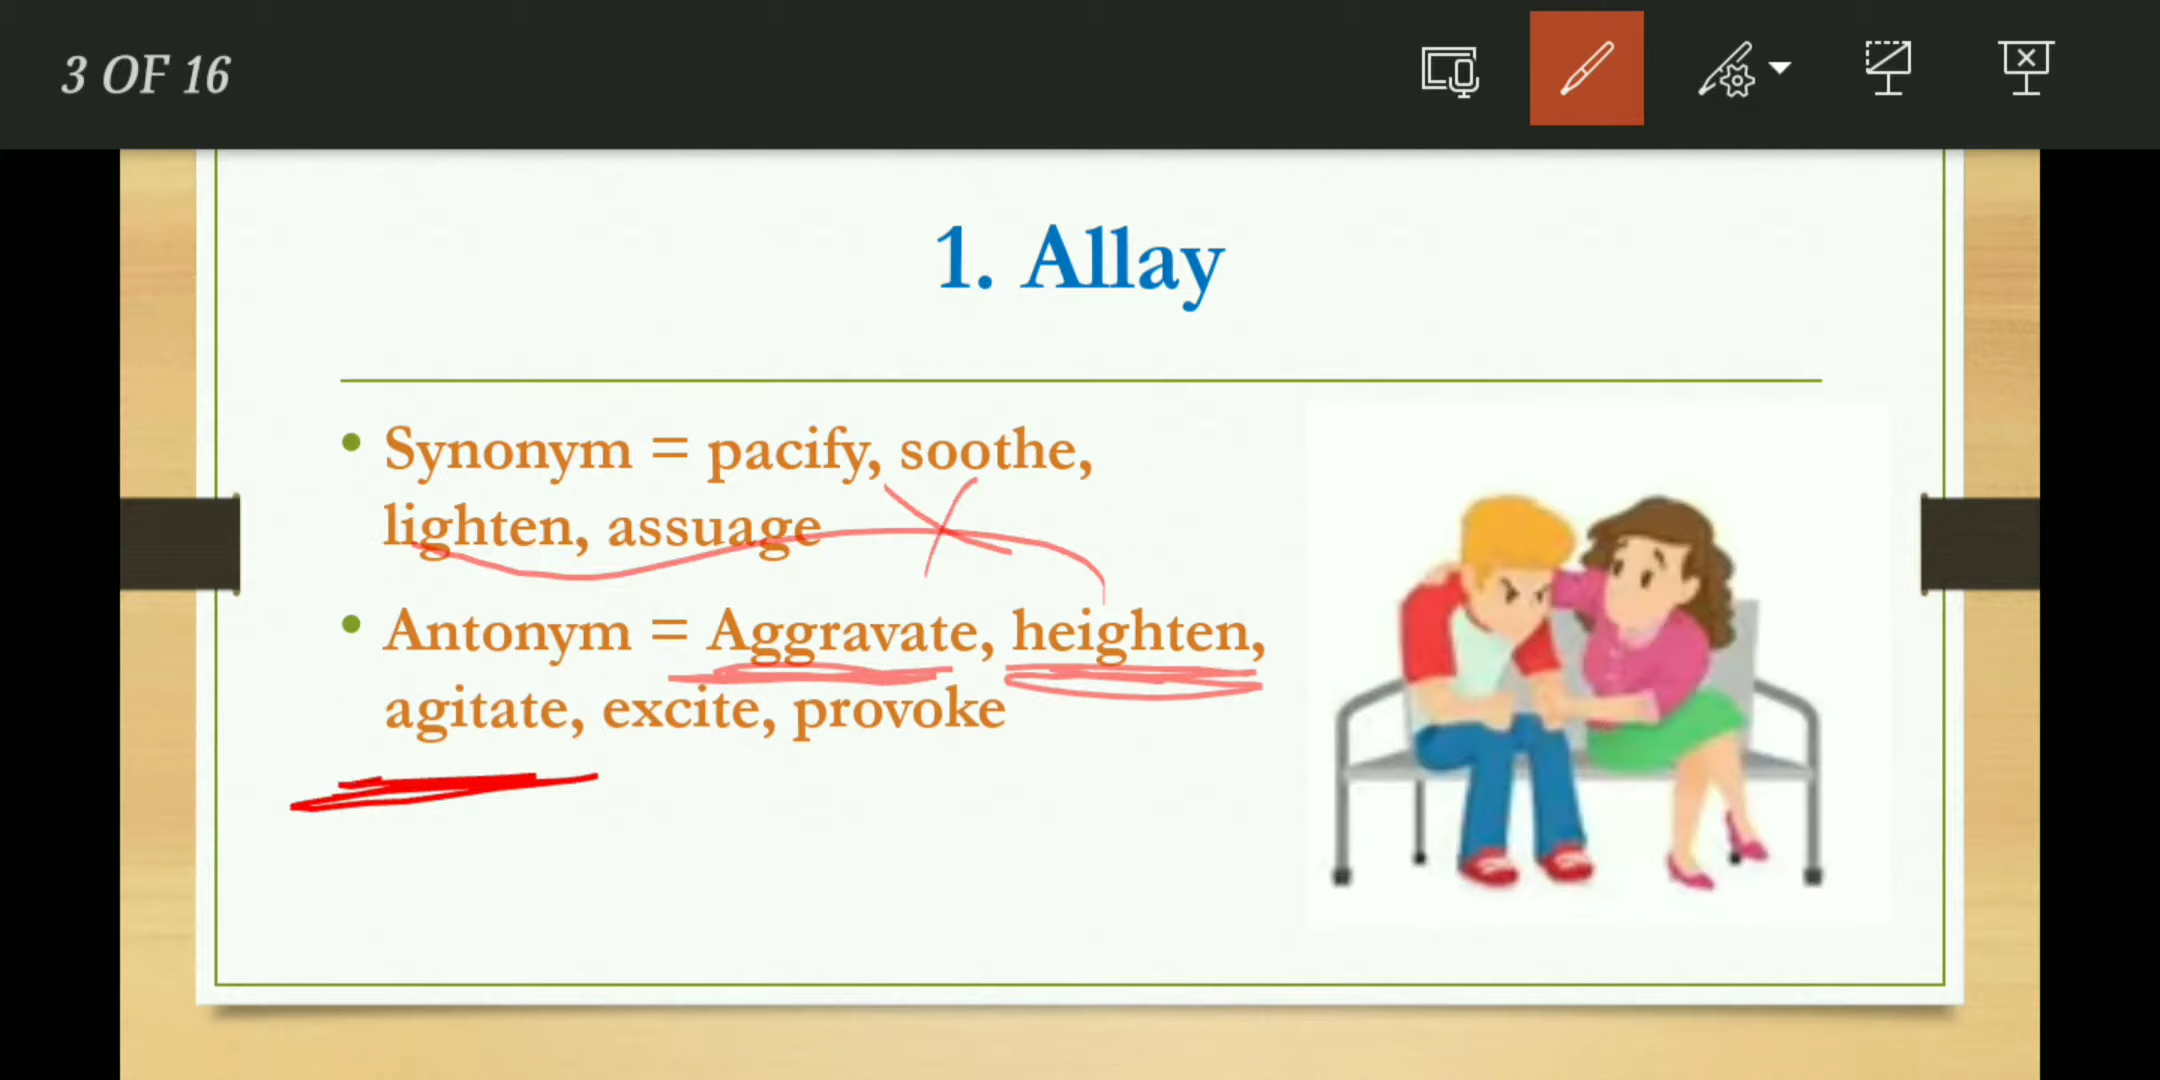 3 OF 16
1. Allay
• Synonym = pacify, soothe,
lighten, assuage
• Antonym = Aggravate, heighten,
agitate, excite, provoke